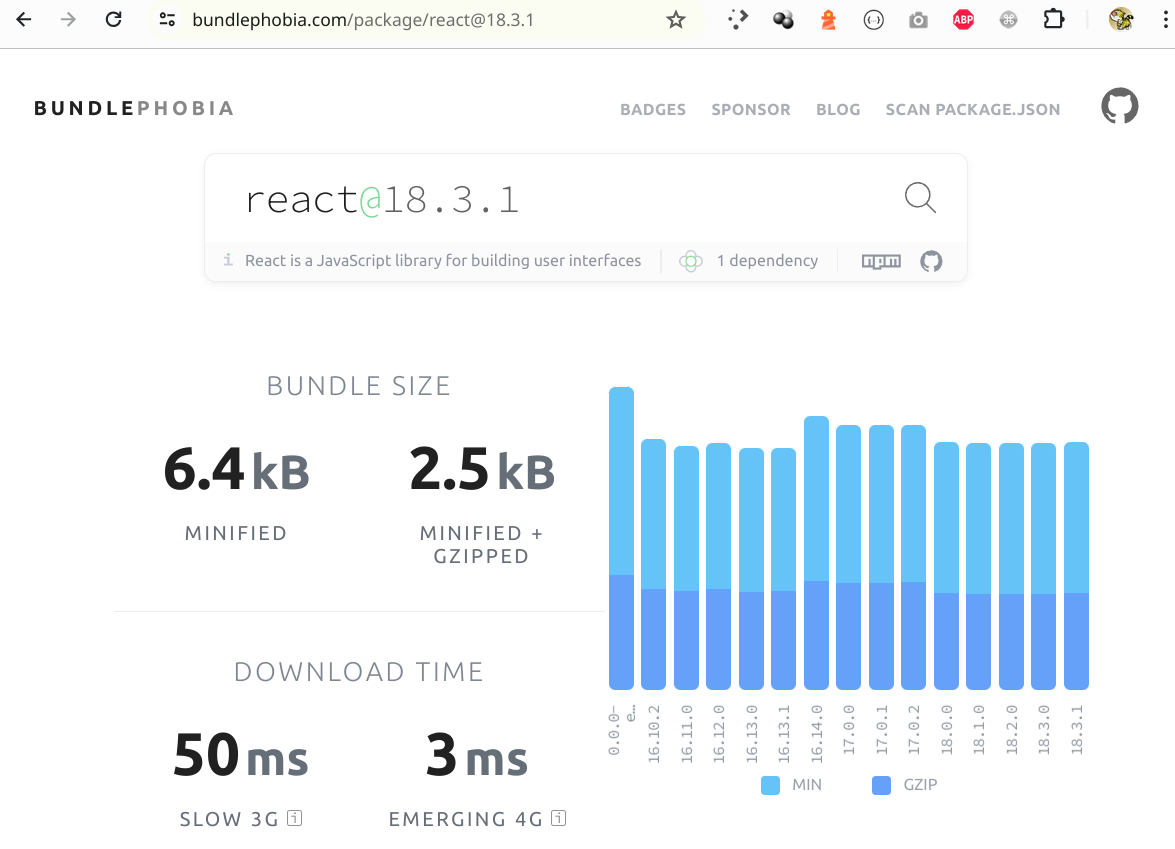 bundlephobia.com/package/react@18.3.1
ABP
BUNDLEPHOBIA
BADGES SPONSOR BLOG SCAN PACKAGE.JSON
react@18.3.1
React is a JavaScript library for building user interfaces 1 dependency npm
BUNDLE SIZE
6.4 kB 2.5 kB
MINIFIED MINIFIED +
GZIPPED
DOWNLOAD TIME
50 ms 3 ms
SLOW 3G EMERGING 4G
0.0.0-e…
16.10.2
16.11.0
16.12.0
16.13.0
16.13.1
16.14.0
17.0.0
17.0.1
17.0.2
18.0.0
18.1.0
18.2.0
18.3.0
18.3.1
MIN GZIP